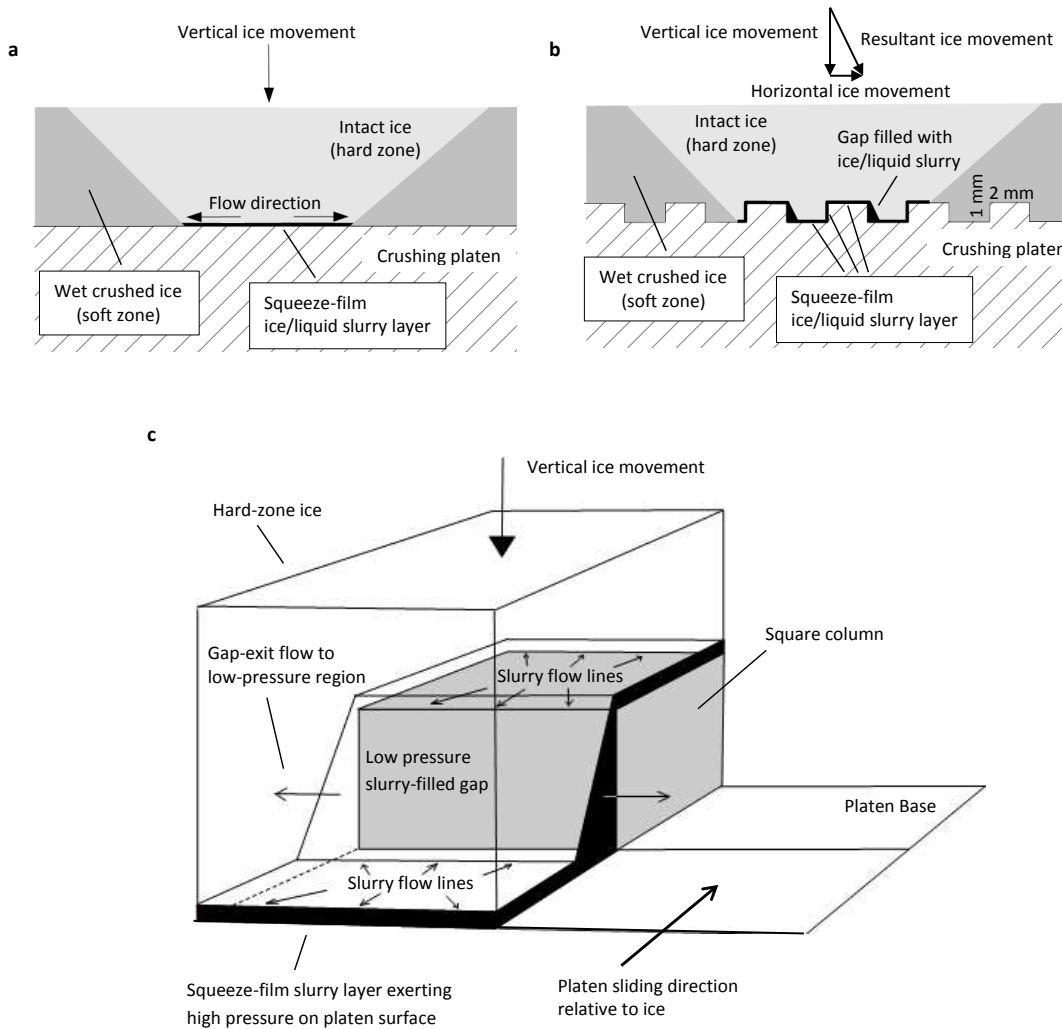 a
Vertical ice movement
Intact ice
(hard zone)
Flow direction
Crushing platen
Wet crushed ice
(soft zone)
Squeeze-film
ice/liquid slurry layer
b
Vertical ice movement
Resultant ice movement
Horizontal ice movement
Intact ice
(hard zone)
Gap filled with
ice/liquid slurry
1 mm
2 mm
Crushing platen
Wet crushed ice
(soft zone)
Squeeze-film
ice/liquid slurry layer
c
Vertical ice movement
Hard-zone ice
Square column
Gap-exit flow to
low-pressure region
Slurry flow lines
Low pressure
slurry-filled gap
Platen Base
Slurry flow lines
Squeeze-film slurry layer exerting
high pressure on platen surface
Platen sliding direction
relative to ice